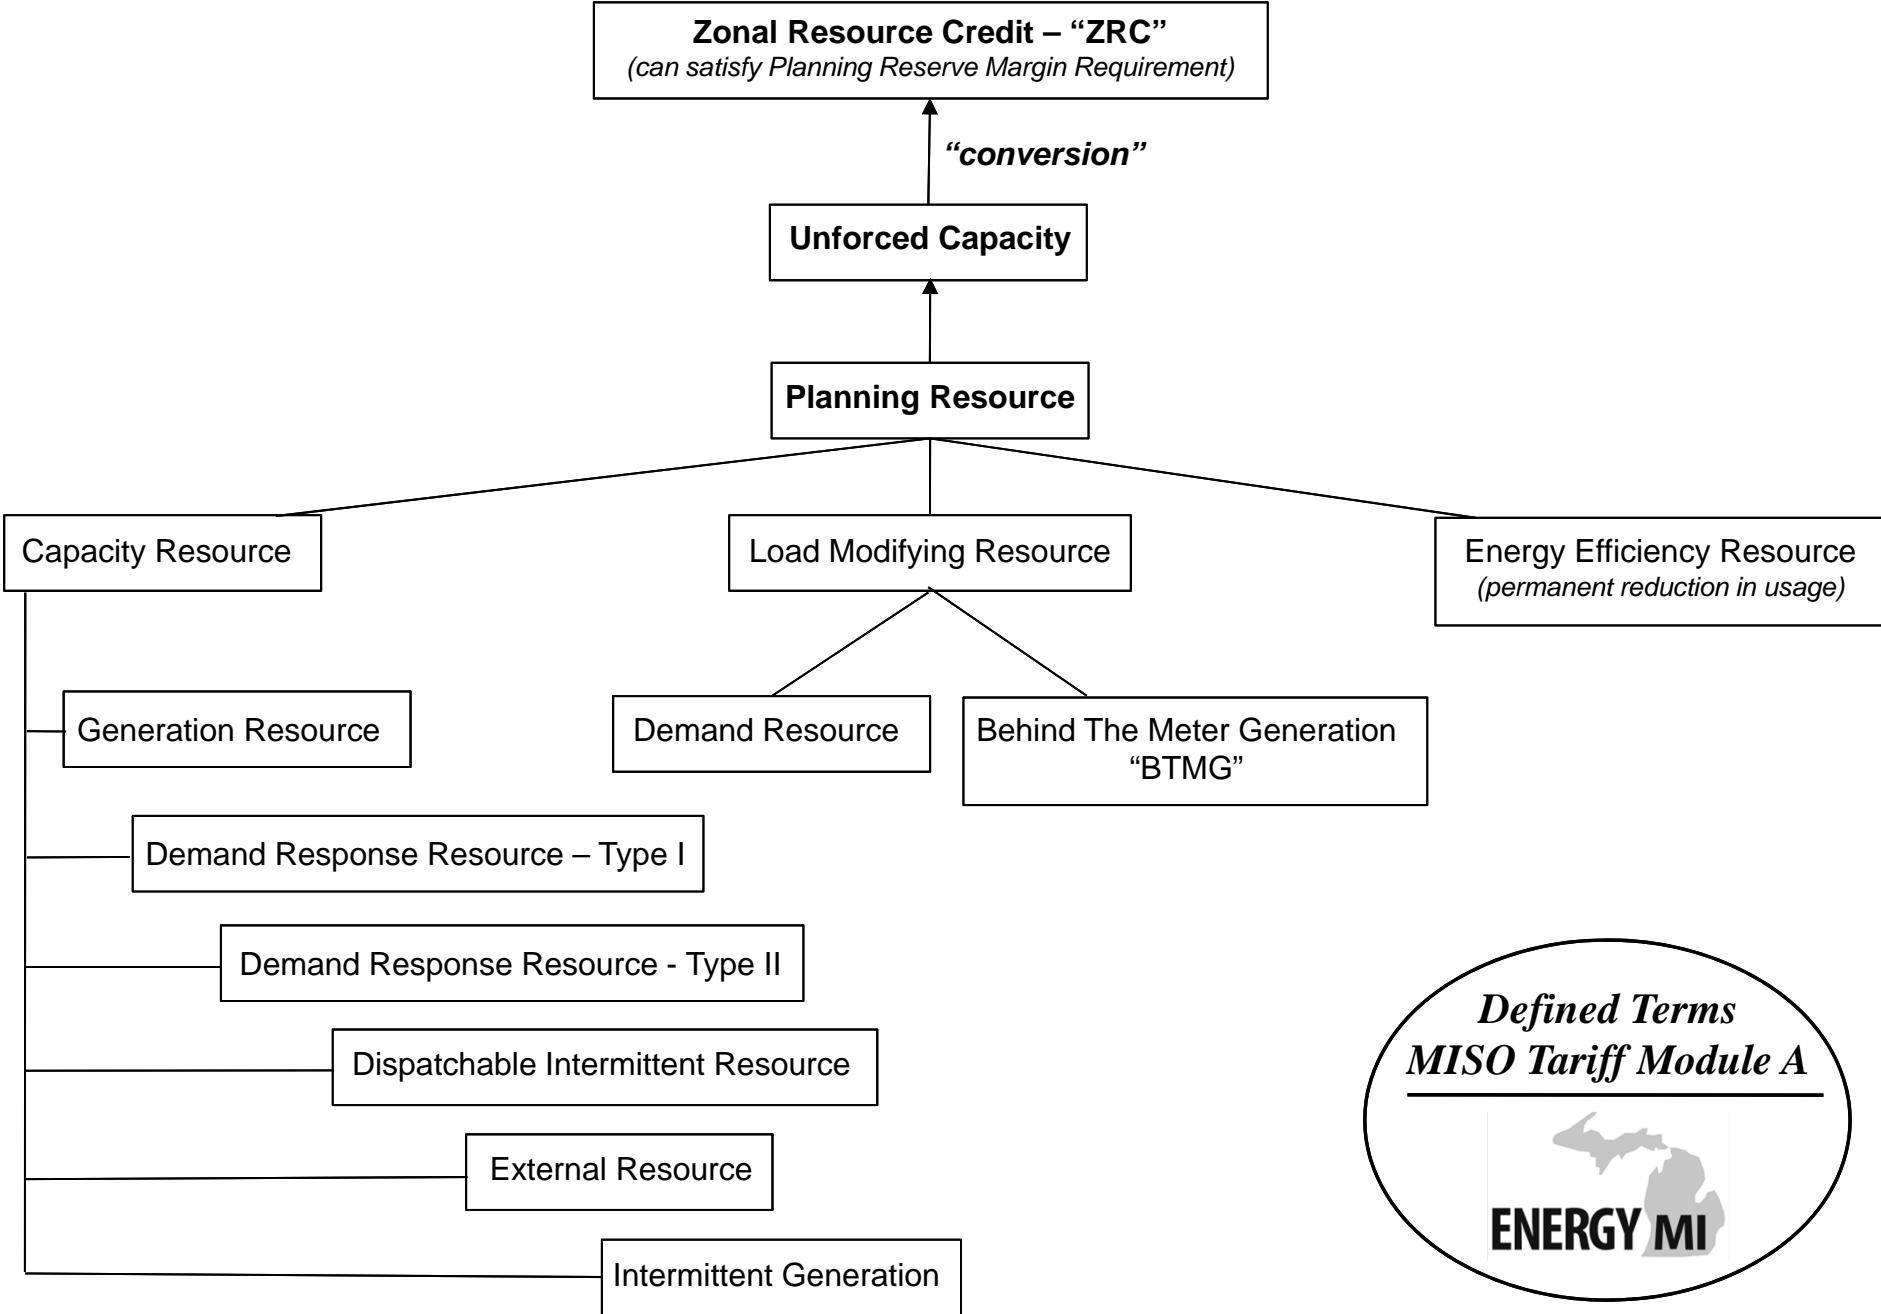 Zonal Resource Credit – “ZRC”
(can satisfy Planning Reserve Margin Requirement)
“conversion”
Unforced Capacity
Planning Resource
Capacity Resource
Load Modifying Resource
Energy Efficiency Resource
(permanent reduction in usage)
Generation Resource
Demand Resource
Behind The Meter Generation
“BTMG”
Demand Response Resource – Type I
Demand Response Resource - Type II
Dispatchable Intermittent Resource
External Resource
Intermittent Generation
Defined Terms
MISO Tariff Module A
ENERGY MI